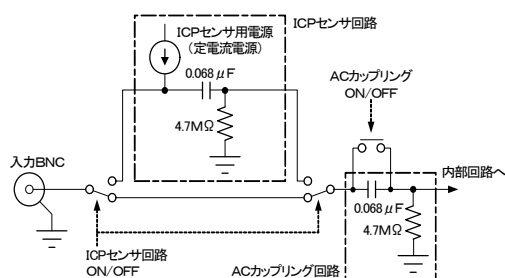 ICPセンサ用電源
(定電流電源)
ICPセンサ回路
0.068μF
4.7MΩ
ACカップリング
ON/OFF
入力BNC
内部回路へ
0.068μF
4.7MΩ
ICPセンサ回路
ON/OFF
ACカップリング回路